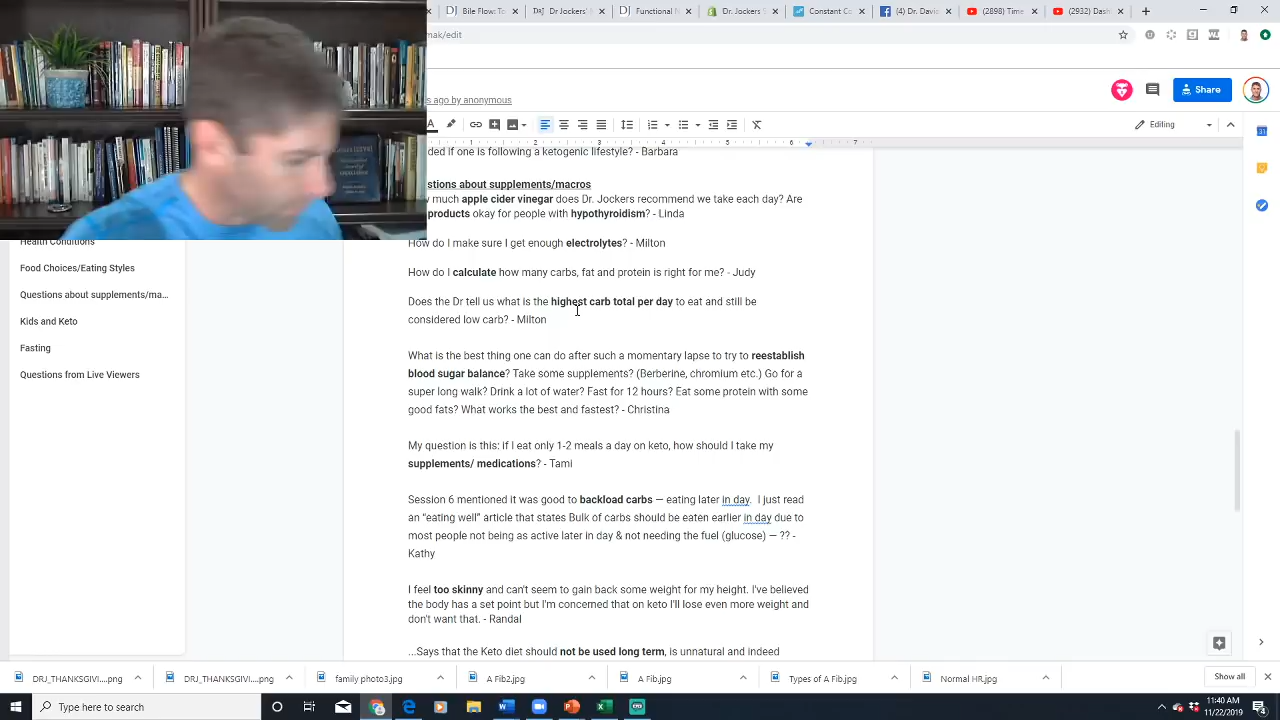 Bile Flow: To
Dr. Jockers'
Functional N
Dr. Jockers S
Constant Co
(4) Dr. David
(2898) Time
(2932) Dash
mak/edit
s ago by anonymous
Share
Editing
1 2 3 4 5 6 7
ded if one is following a ketogenic lifestyle? - Barbara
stions about supplements/macros
much apple cider vinegar does Dr. Jockers recommend we take each day? Are
products okay for people with hypothyroidism? - Linda
How do I make sure I get enough electrolytes? - Milton
How do I calculate how many carbs, fat and protein is right for me? - Judy
Does the Dr tell us what is the highest carb total per day to eat and still be
considered low carb? - Milton
What is the best thing one can do after such a momentary lapse to try to reestablish
blood sugar balance? Take some supplements? (Berberine, chromium etc.) Go for a
super long walk? Drink a lot of water? Fast for 12 hours? Eat some protein with some
good fats? What works the best and fastest? - Christina
My question is this: if I eat only 1-2 meals a day on keto, how should I take my
supplements/ medications? - Tami
Session 6 mentioned it was good to backload carbs — eating later in day. I just read
an “eating well” article that states Bulk of carbs should be eaten earlier in day due to
most people not being as active later in day & not needing the fuel (glucose) — ?? -
Kathy
I feel too skinny and can't seem to gain back some weight for my height. I've believed
the body has a set point but I'm concerned that on keto I'll lose even more weight and
don't want that. - Randal
...Says that the Keto diet should not be used long term, is unnatural and indeed
Health Conditions
Food Choices/Eating Styles
Questions about supplements/ma...
Kids and Keto
Fasting
Questions from Live Viewers
DRJ_THANKSGIVI....png
DRJ_THANKSGIVI....png
family photo3.jpg
A Fib2.jpg
A Fib.jpg
Types of A Fib.jpg
Normal HR.jpg
Show all
Type here to search
11:40 AM
11/22/2019